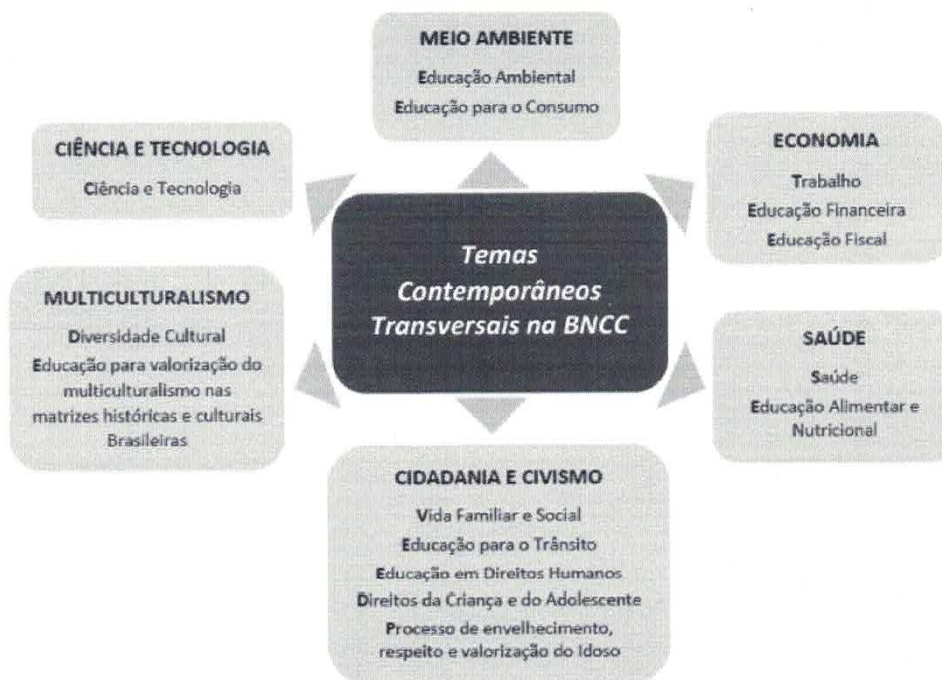 MEIO AMBIENTE
Educação Ambiental
Educação para o Consumo
CIÊNCIA E TECNOLOGIA
Ciência e Tecnologia
ECONOMIA
Trabalho
Educação Financeira
Educação Fiscal
Temas
Contemporâneos
Transversais na BNCC
MULTICULTURALISMO
Diversidade Cultural
Educação para valorização do
multiculturalismo nas
matrizes históricas e culturais
Brasileiras
SAÚDE
Saúde
Educação Alimentar e
Nutricional
CIDADANIA E CIVISMO
Vida Familiar e Social
Educação para o Trânsito
Educação em Direitos Humanos
Direitos da Criança e do Adolescente
Processo de envelhecimento,
respeito e valorização do Idoso